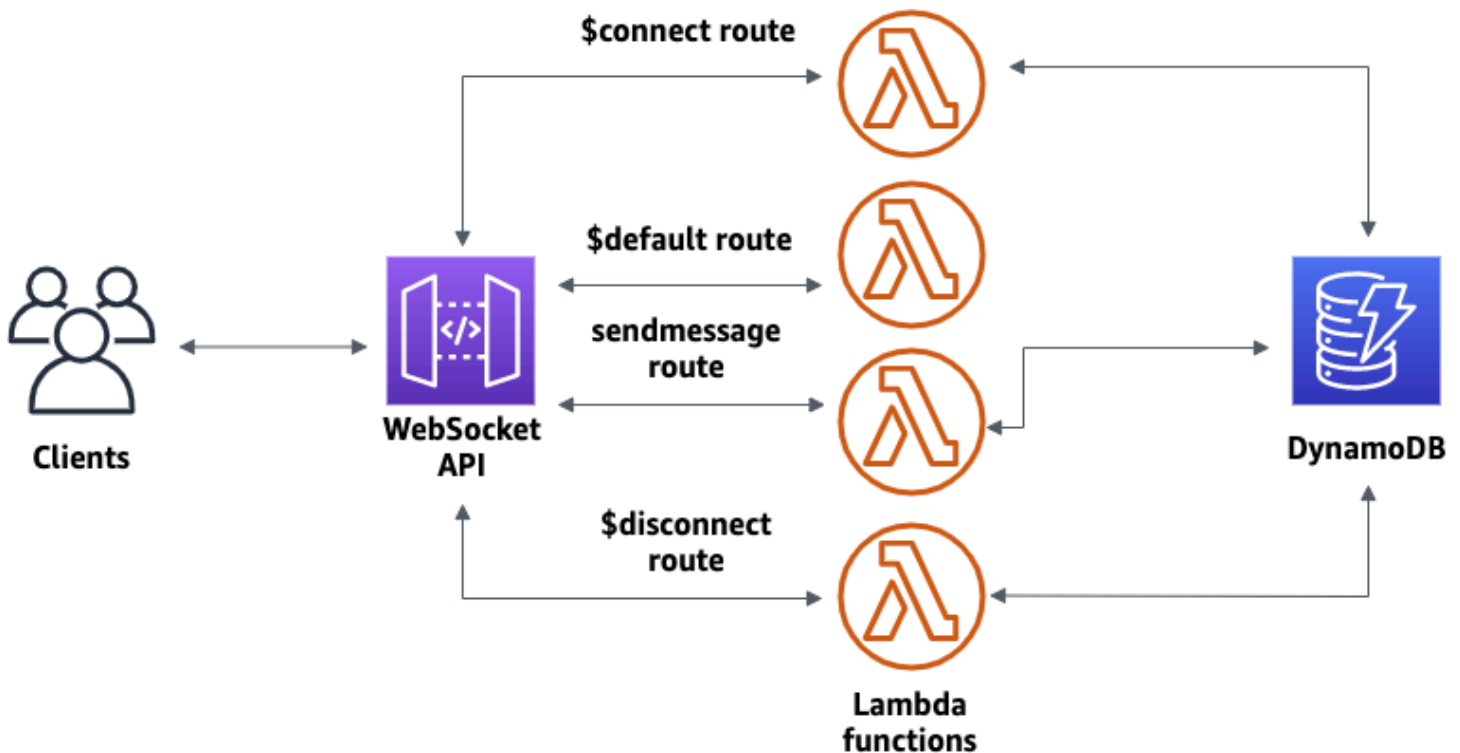 $connect route
$default route
sendmessage
route
</>
WebSocket
API
Clients
DynamoDB
$disconnect
route
Lambda
functions